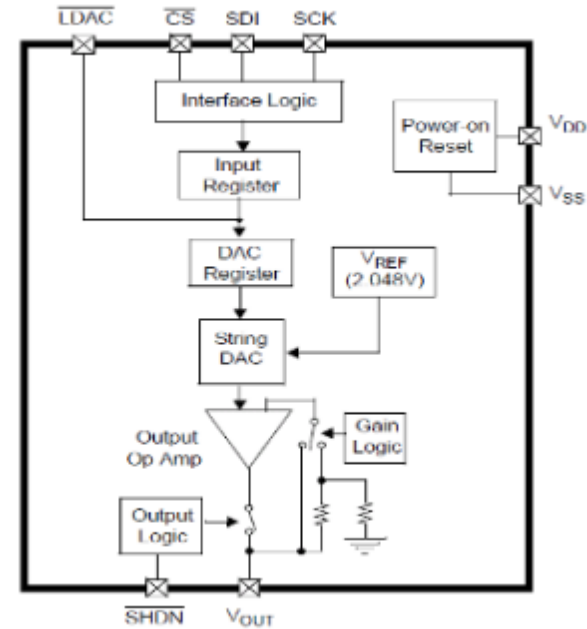 LDAC CS SDI SCK
Interface Logic
Power-on
Reset
VDD
VSS
Input
Register
DAC
Register
VREF
(2.048V)
String
DAC
Output
Op Amp
Gain
Logic
Output
Logic
SHDN VOUT